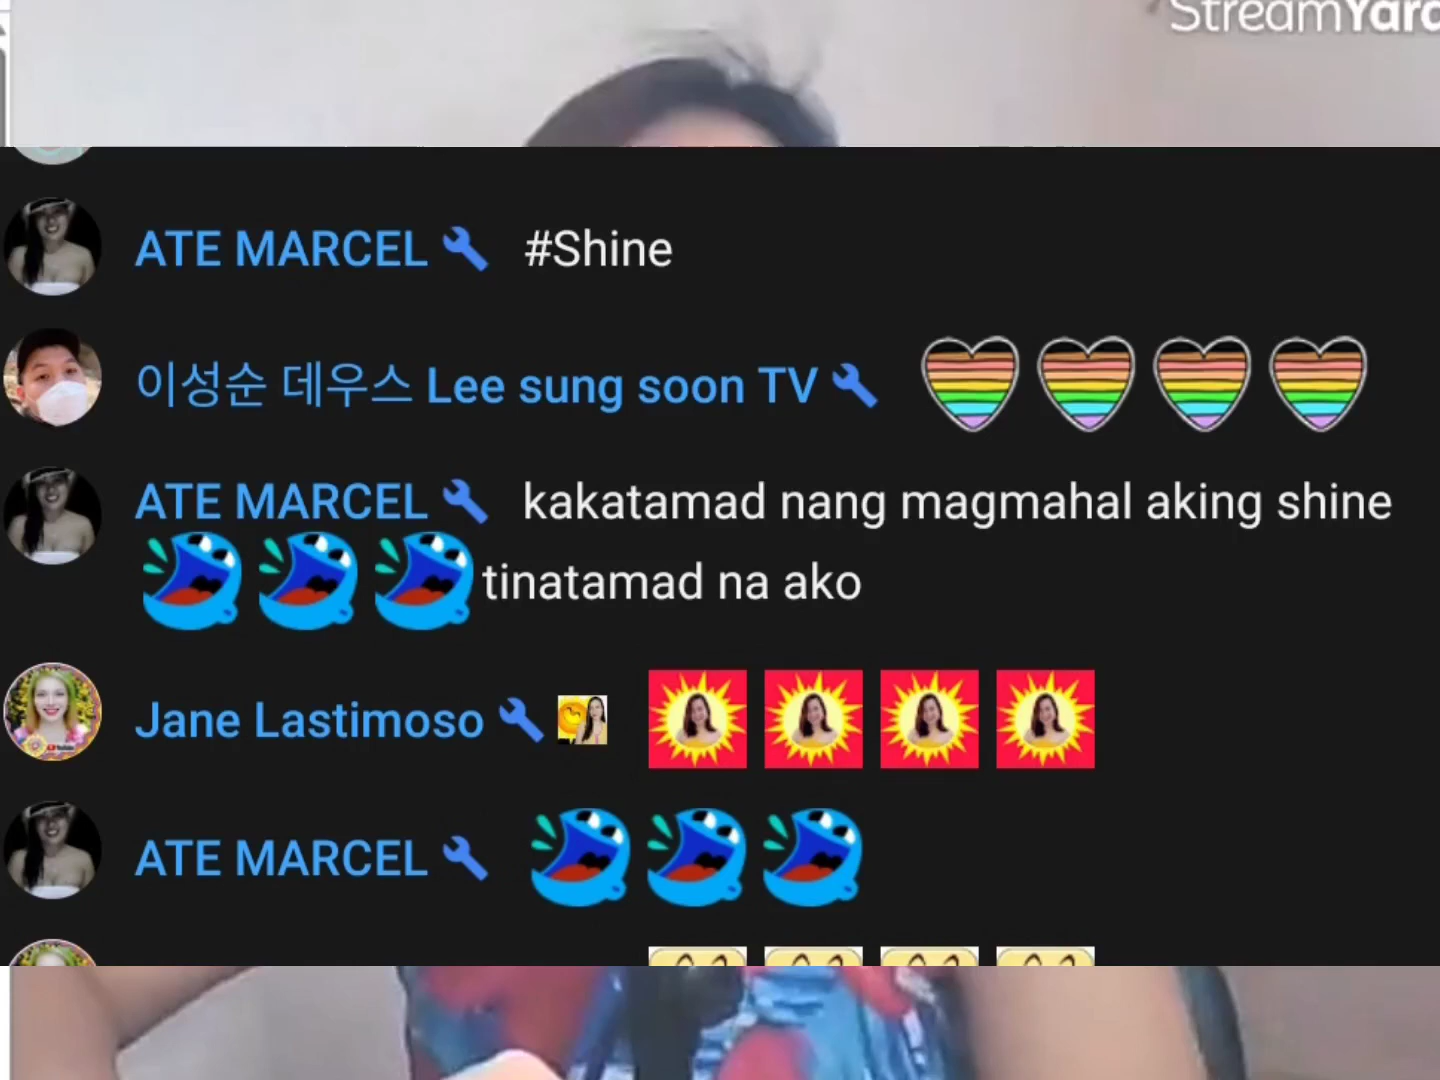 StreamYard
ATE MARCEL #Shine
이성순 데우스 Lee sung soon TV
ATE MARCEL kakatamad nang magmahal aking shine
tinatamad na ako
Jane Lastimoso
ATE MARCEL